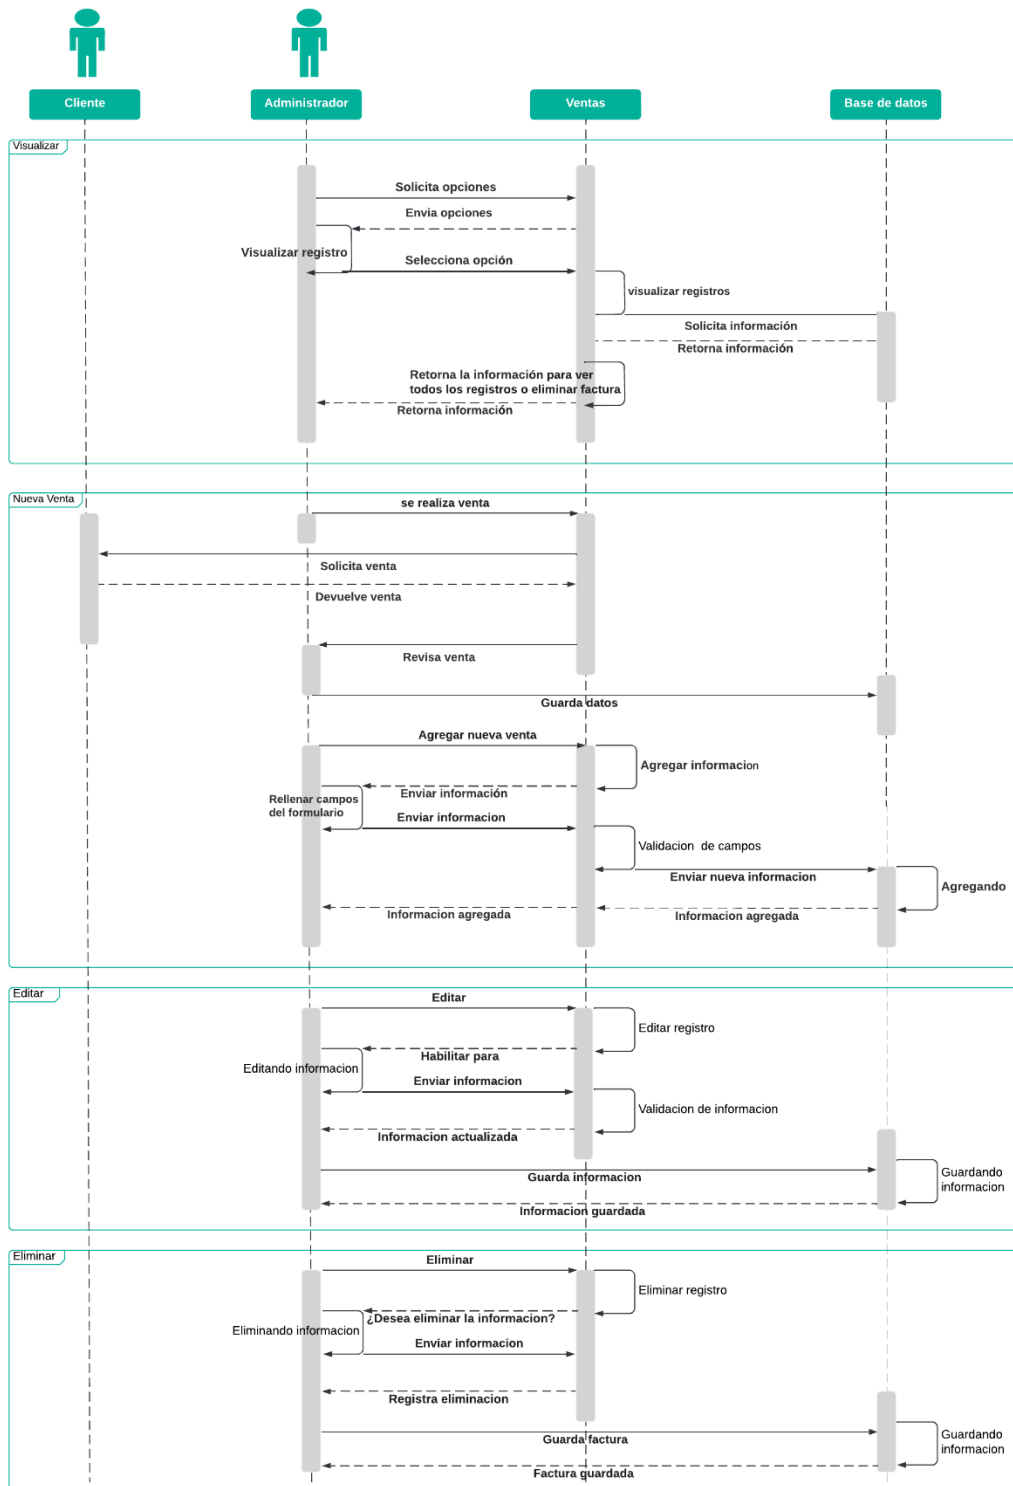 Cliente
Administrador
Ventas
Base de datos
Visualizar
Solicita opciones
Envia opciones
Visualizar registro
Selecciona opción
visualizar registros
Solicita información
Retorna información
Retorna la información para ver
todos los registros o eliminar factura
Retorna información
Nueva Venta
se realiza venta
Solicita venta
Devuelve venta
Revisa venta
Guarda datos
Agregar nueva venta
Agregar informacion
Enviar información
Rellenar campos
del formulario
Enviar informacion
Validacion de campos
Enviar nueva informacion
Agregando
Informacion agregada
Informacion agregada
Editar
Editar
Editar registro
Habilitar para
Editando informacion
Enviar informacion
Validacion de informacion
Informacion actualizada
Guarda informacion
Guardando
informacion
Informacion guardada
Eliminar
Eliminar
Eliminar registro
¿Desea eliminar la informacion?
Eliminando informacion
Enviar informacion
Registra eliminacion
Guarda factura
Guardando
informacion
Factura guardada